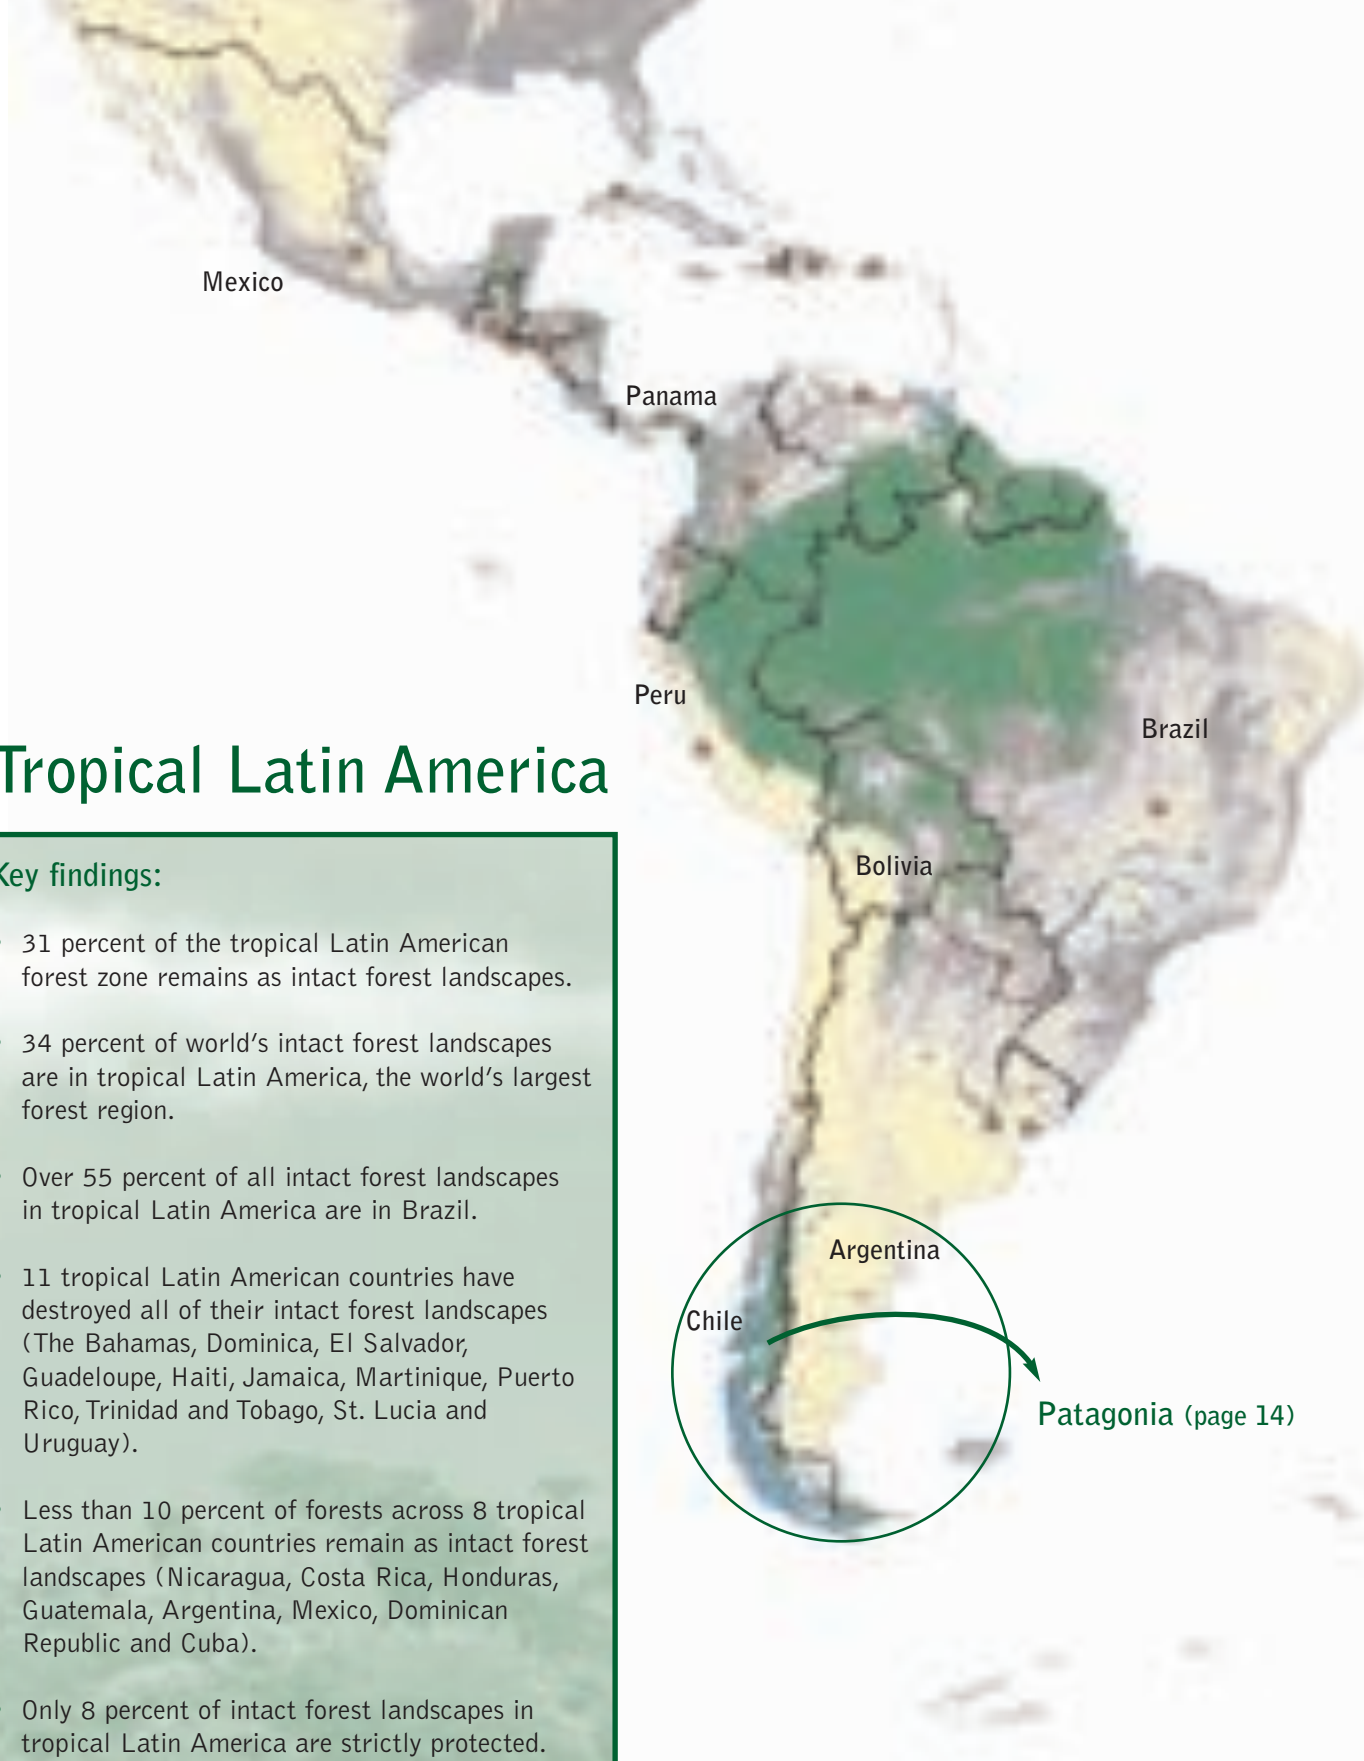 Mexico
Panama
Peru
Brazil
Tropical Latin America
Key findings:
Bolivia
31 percent of the tropical Latin American
forest zone remains as intact forest landscapes.
34 percent of world's intact forest landscapes
are in tropical Latin America, the world's largest
forest region.
Over 55 percent of all intact forest landscapes
in tropical Latin America are in Brazil.
11 tropical Latin American countries have
destroyed all of their intact forest landscapes
(The Bahamas, Dominica, El Salvador,
Guadeloupe, Haiti, Jamaica, Martinique, Puerto
Rico, Trinidad and Tobago, St. Lucia and
Uruguay).
Less than 10 percent of forests across 8 tropical
Latin American countries remain as intact forest
landscapes (Nicaragua, Costa Rica, Honduras,
Guatemala, Argentina, Mexico, Dominican
Republic and Cuba).
Only 8 percent of intact forest landscapes in
tropical Latin America are strictly protected.
Argentina
Chile
Patagonia (page 14)